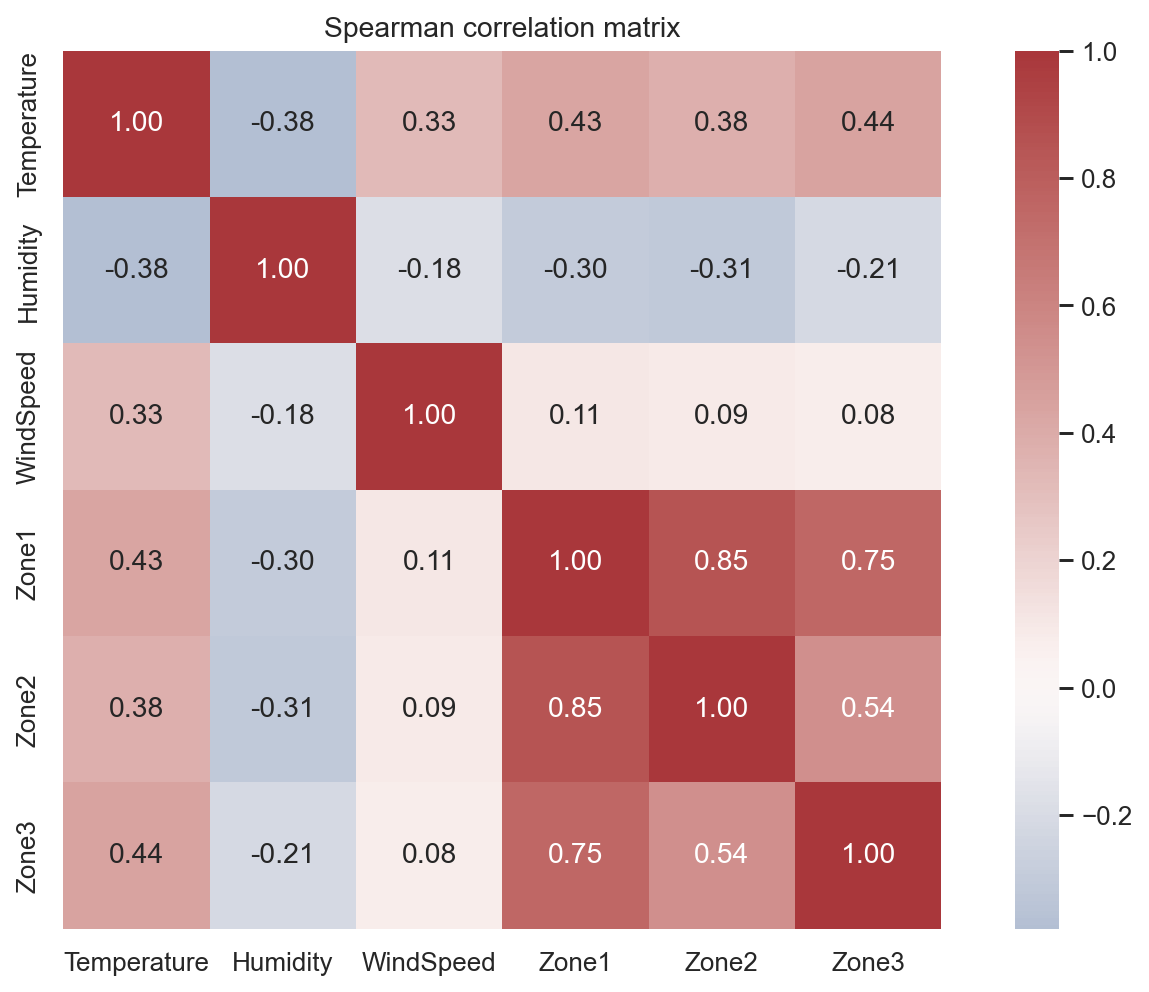 Spearman correlation matrix
Temperature 1.00 -0.38 0.33 0.43 0.38 0.44
Humidity -0.38 1.00 -0.18 -0.30 -0.31 -0.21
WindSpeed 0.33 -0.18 1.00 0.11 0.09 0.08
Zone1 0.43 -0.30 0.11 1.00 0.85 0.75
Zone2 0.38 -0.31 0.09 0.85 1.00 0.54
Zone3 0.44 -0.21 0.08 0.75 0.54 1.00
Temperature Humidity WindSpeed Zone1 Zone2 Zone3
1.0
0.8
0.6
0.4
0.2
0.0
−0.2